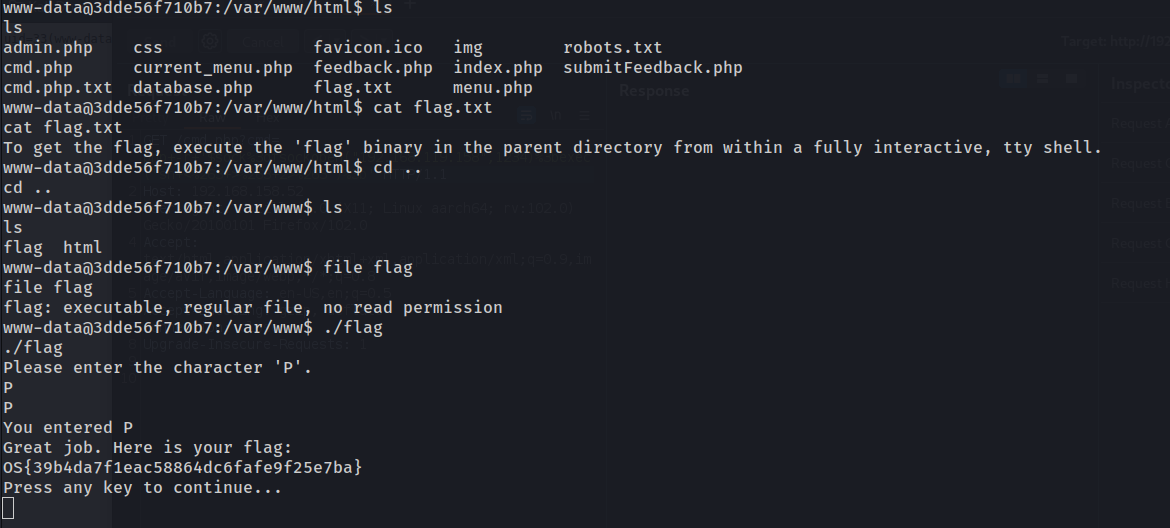 www-data@3dde56f710b7:/var/www/html$ ls
ls
admin.php    css               favicon.ico   img        robots.txt
cmd.php      current_menu.php  feedback.php  index.php  submitFeedback.php
cmd.php.txt  database.php      flag.txt      menu.php
www-data@3dde56f710b7:/var/www/html$ cat flag.txt
cat flag.txt
To get the flag, execute the 'flag' binary in the parent directory from within a fully interactive, tty shell.
www-data@3dde56f710b7:/var/www/html$ cd ..
cd ..
www-data@3dde56f710b7:/var/www$ ls
ls
flag  html
www-data@3dde56f710b7:/var/www$ file flag
file flag
flag: executable, regular file, no read permission
www-data@3dde56f710b7:/var/www$ ./flag
./flag
Please enter the character 'P'.
P
P
You entered P
Great job. Here is your flag:
OS{39b4da7f1eac58864dc6fafe9f25e7ba}
Press any key to continue...
Response